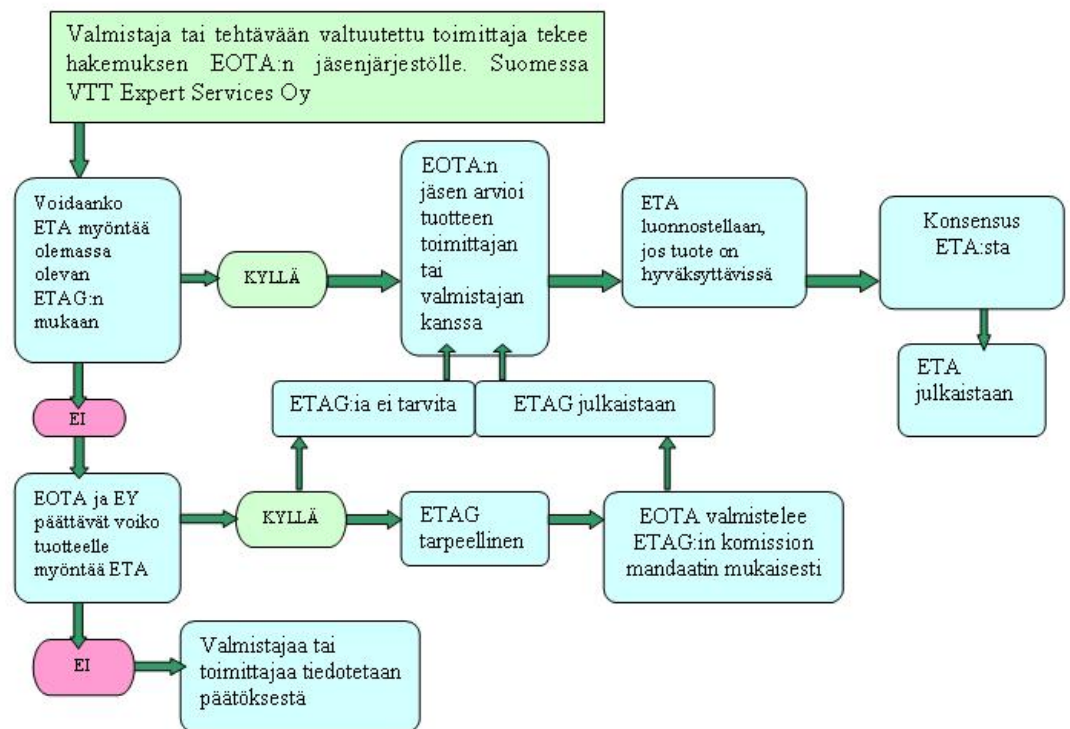 Valmistaja tai tehtävään valtuutettu toimittaja tekee
hakemuksen EOTA:n jäsenjärjestölle. Suomessa
VTT Expert Services Oy
Voidaanko
ETA myöntää
olemassa
olevan
ETAG:n
mukaan
KYLLÄ
EOTA:n
jäsen arvioi
tuotteen
toimittajan
tai
valmistajan
kanssa
ETA
luonnostellaan,
jos tuote on
hyväksyttävissä
Konsensus
ETA:sta
ETA
julkaistaan
EI
ETAG:ia ei tarvita
ETAG julkaistaan
EOTA ja EY
päättävät voiko
tuotteelle
myöntää ETA
KYLLÄ
ETAG
tarpeellinen
EOTA valmistelee
ETAG:in komission
mandaatin mukaisesti
EI
Valmistajaa tai
toimittajaa tiedotetaan
päätöksestä